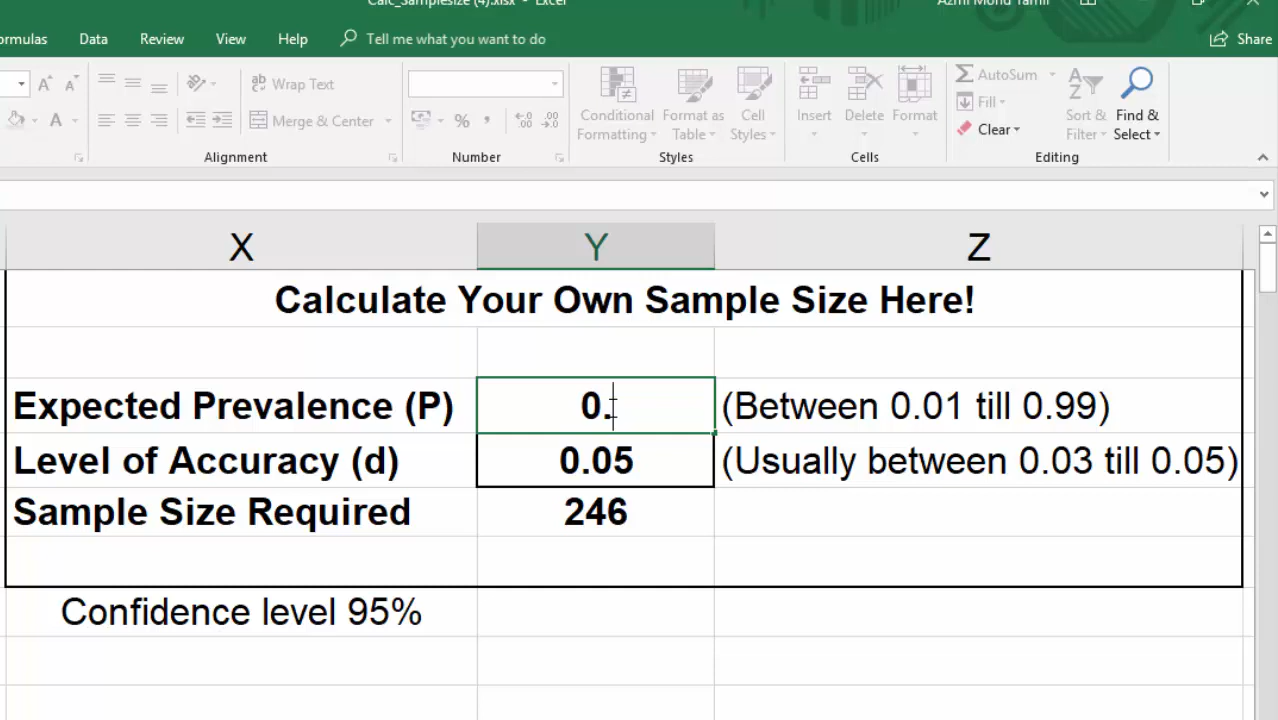 Calc_Samplesize (4).xlsx - Excel Azmi Mohd Tamil
Data Review View Help Tell me what you want to do Share
Wrap Text
Merge & Center
Conditional Formatting
Format as Table
Cell Styles
Insert Delete Format
AutoSum
Fill
Clear
Sort & Filter
Find & Select
Alignment Number Styles Cells Editing
X Y Z
Calculate Your Own Sample Size Here!
Expected Prevalence (P) 0. (Between 0.01 till 0.99)
Level of Accuracy (d) 0.05 (Usually between 0.03 till 0.05)
Sample Size Required 246
Confidence level 95%